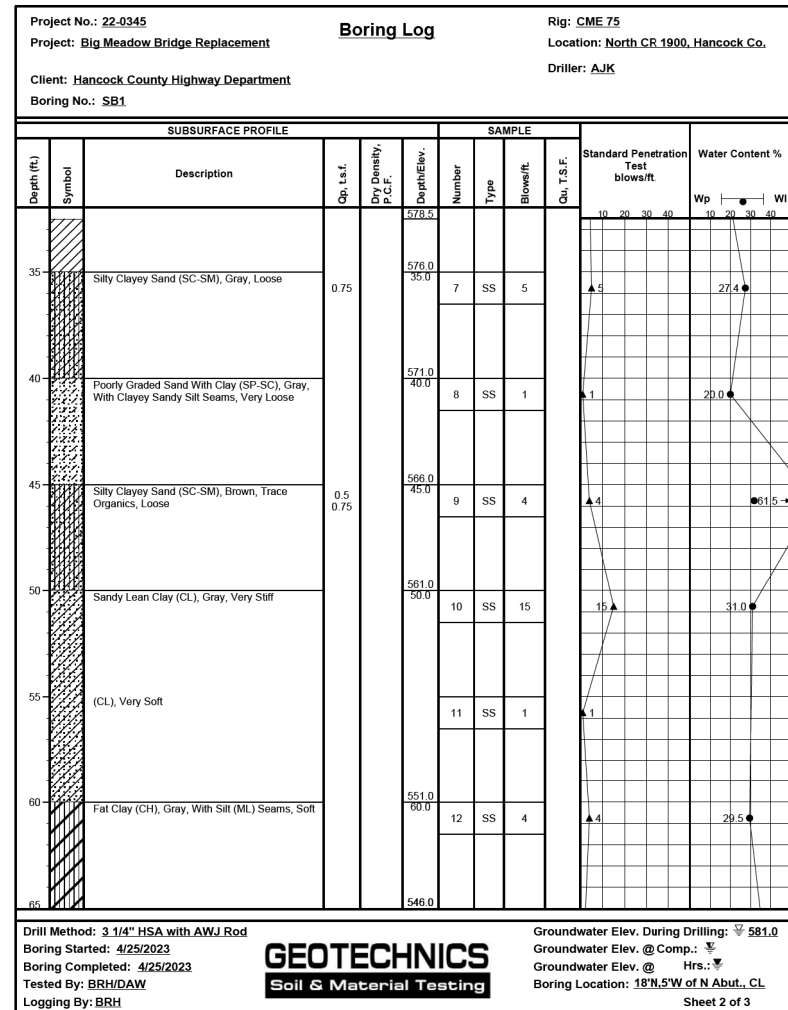 Project No.: 22-0345
Project: Big Meadow Bridge Replacement
Client: Hancock County Highway Department
Boring No.: SB1
Boring Log
Rig: CME 75
Location: North CR 1900, Hancock Co.
Driller: AJK
SUBSURFACE PROFILE
SAMPLE
Depth (ft.)
Symbol
Description
Qp, t.s.f.
Dry Density, P.C.F.
Depth/Elev.
Number
Type
Blows/ft.
Qu, T.S.F.
Standard Penetration
Test
blows/ft.
Water Content %
Wp Wl
10 20 30 40
10 20 30 40
578.5
576.0
35 Silty Clayey Sand (SC-SM), Gray, Loose 0.75 35.0 7 SS 5 5 27.4
571.0
40 Poorly Graded Sand With Clay (SP-SC), Gray,
With Clayey Sandy Silt Seams, Very Loose
40.0 8 SS 1 1 20.0
566.0
45 Silty Clayey Sand (SC-SM), Brown, Trace
Organics, Loose
0.5
0.75
45.0 9 SS 4 4 61.5
561.0
50 Sandy Lean Clay (CL), Gray, Very Stiff 50.0 10 SS 15 15 31.0
55 (CL), Very Soft 11 SS 1 1
551.0
60 Fat Clay (CH), Gray, With Silt (ML) Seams, Soft 60.0 12 SS 4 4 29.5
65 546.0
Drill Method: 3 1/4" HSA with AWJ Rod
Boring Started: 4/25/2023
Boring Completed: 4/25/2023
Tested By: BRH/DAW
Logging By: BRH
GEOTECHNICS
Soil & Material Testing
Groundwater Elev. During Drilling: 581.0
Groundwater Elev. @ Comp.:
Groundwater Elev. @ Hrs.:
Boring Location: 18'N,5'W of N Abut., CL
Sheet 2 of 3